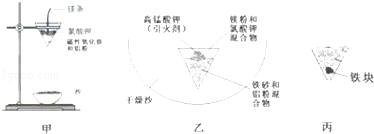 镁条
氯酸钾
磁性氧化铁
和铝粉
沙
甲
高锰酸钾
(引火剂)
镁粉和
氯酸钾
混合物
干燥沙
铁砂和
铝粉混
合物
乙
铁块
丙